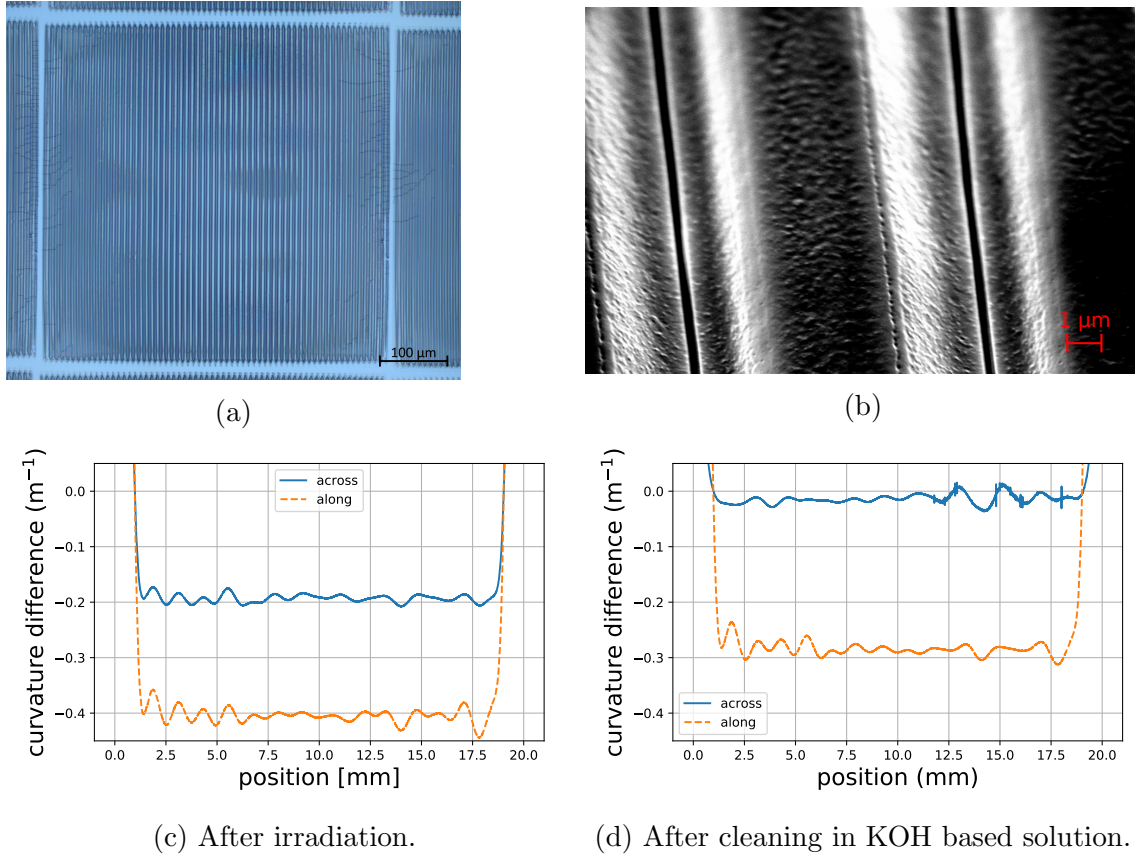 100 µm
1 µm
(a)
(b)
curvature difference (m⁻¹)
0.0
−0.1
−0.2
−0.3
−0.4
across
along
0.0 2.5 5.0 7.5 10.0 12.5 15.0 17.5 20.0
position [mm]
curvature difference (m⁻¹)
0.0
−0.1
−0.2
−0.3
−0.4
across
along
0.0 2.5 5.0 7.5 10.0 12.5 15.0 17.5 20.0
position (mm)
(c) After irradiation.
(d) After cleaning in KOH based solution.